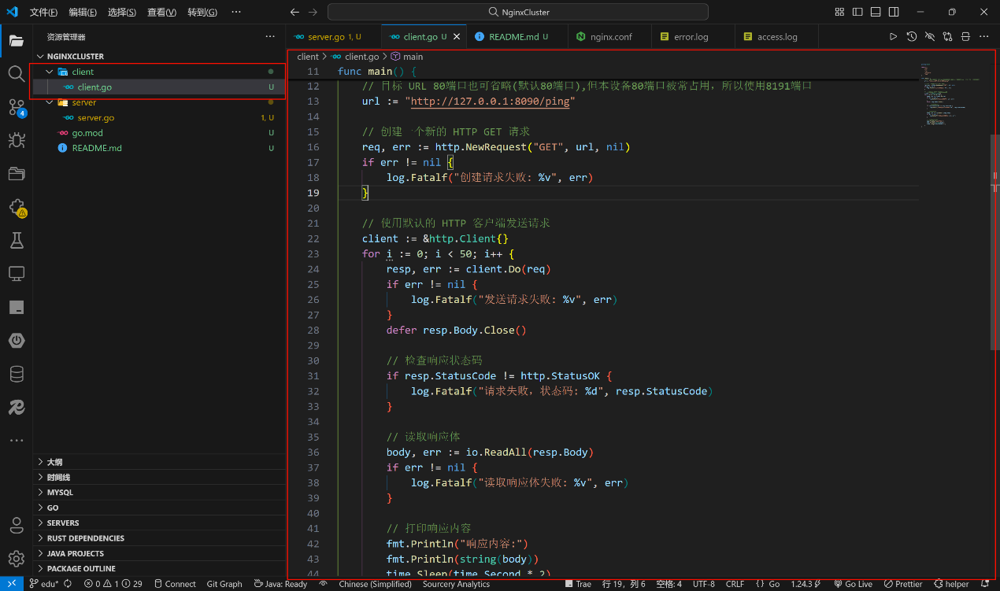 文件(F) 编辑(E) 选择(S) 查看(V) 转到(G) ··· NginxCluster
资源管理器 ···
server.go 1, U client.go U README.md U nginx.conf error.log access.log
NGINXCLUSTER
client
client.go U
server
server.go 1, U
go.mod U
README.md U
4
大纲
时间线
MYSQL
GO
SERVERS
RUST DEPENDENCIES
JAVA PROJECTS
PACKAGE OUTLINE
client > client.go > main
11 func main() {
12 // 目标 URL 80端口也可省略(默认80端口),但本设备80端口被常占用，所以使用8191端口
13 url := "http://127.0.0.1:8090/ping"
14
15 // 创建一个新的 HTTP GET 请求
16 req, err := http.NewRequest("GET", url, nil)
17 if err != nil {
18 log.Fatalf("创建请求失败: %v", err)
19 }
20
21 // 使用默认的 HTTP 客户端发送请求
22 client := &http.Client{}
23 for i := 0; i < 50; i++ {
24 resp, err := client.Do(req)
25 if err != nil {
26 log.Fatalf("发送请求失败: %v", err)
27 }
28 defer resp.Body.Close()
29
30 // 检查响应状态码
31 if resp.StatusCode != http.StatusOK {
32 log.Fatalf("请求失败，状态码: %d", resp.StatusCode)
33 }
34
35 // 读取响应体
36 body, err := io.ReadAll(resp.Body)
37 if err != nil {
38 log.Fatalf("读取响应体失败: %v", err)
39 }
40
41 // 打印响应内容
42 fmt.Println("响应内容:")
43 fmt.Println(string(body))
44 time.Sleep(time.Second * 2)
edu* 0 1 29 Connect Git Graph Java: Ready Chinese (Simplified) Sourcery Analytics Trae 行 19，列 6 空格: 4 UTF-8 CRLF {} Go 1.24.3 Go Live Prettier helper